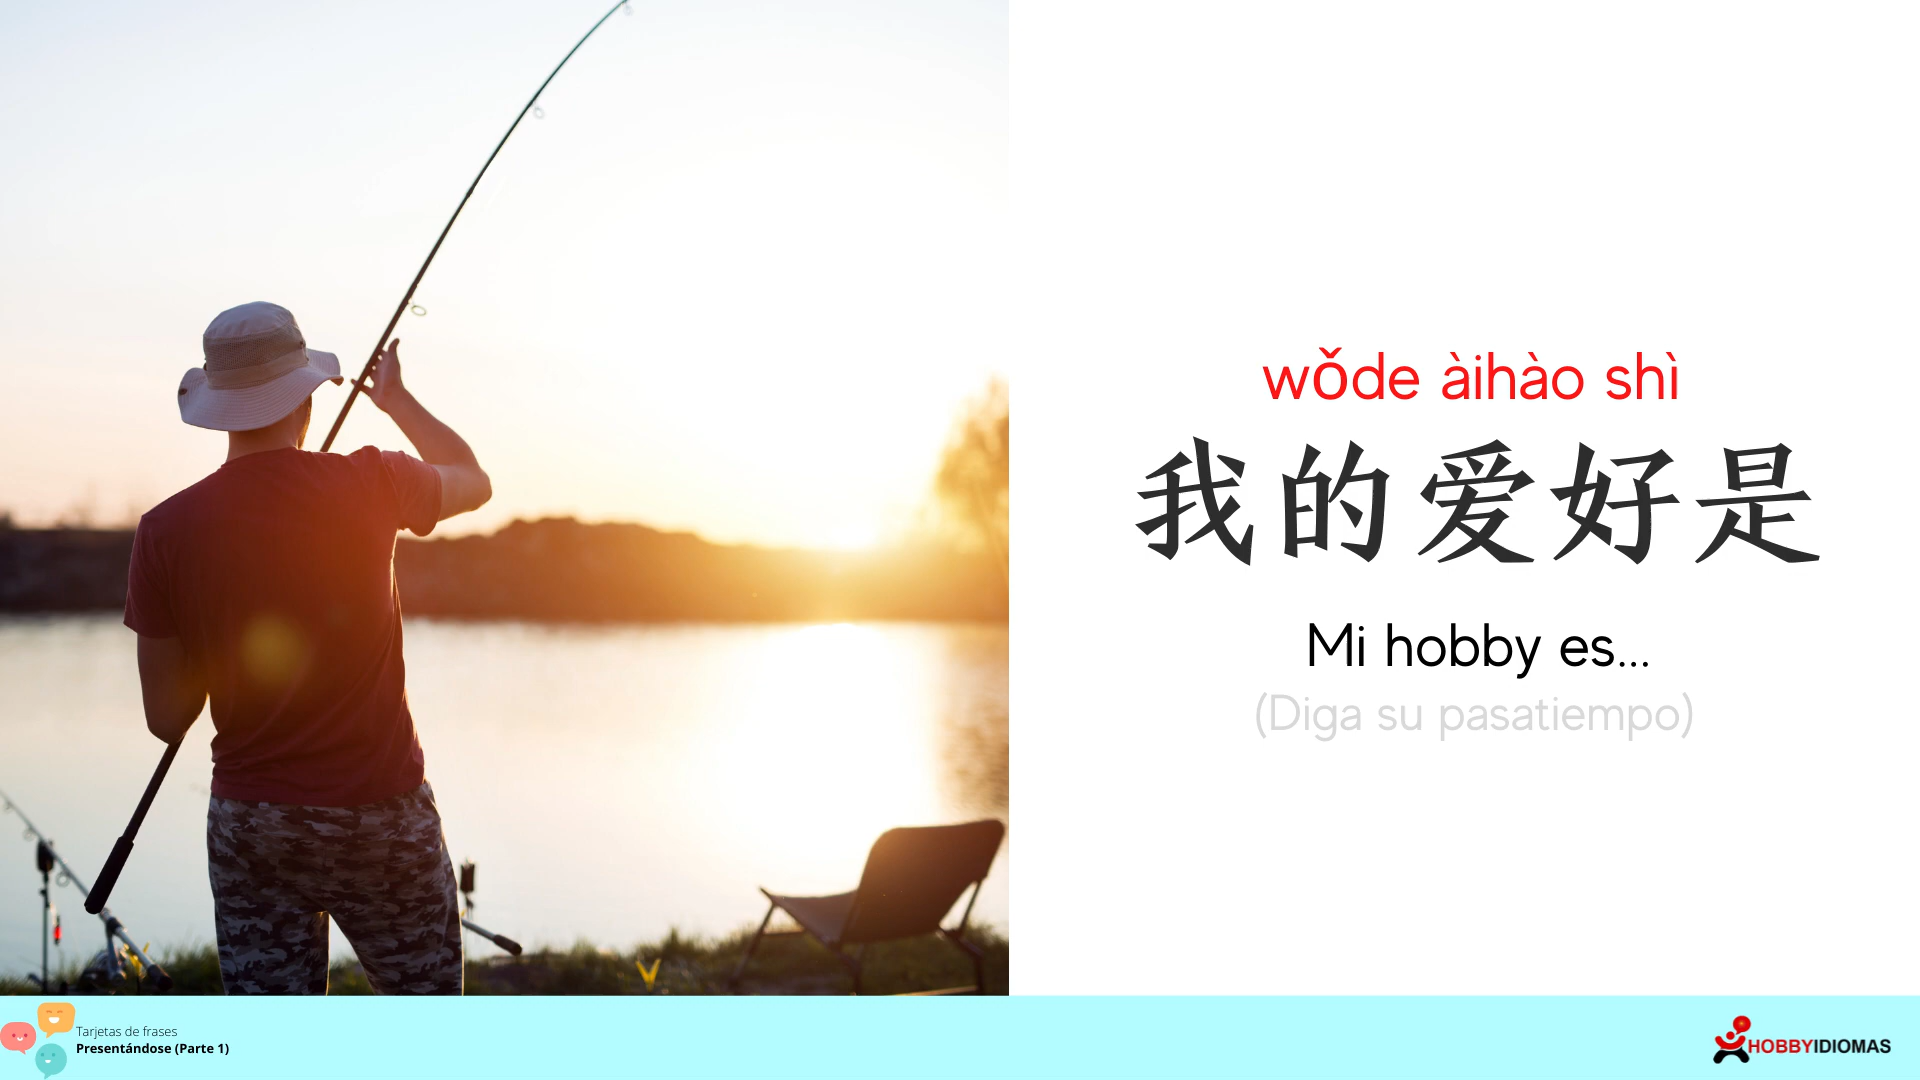 wǒde àihào shì
我的爱好是
Mi hobby es...
(Diga su pasatiempo)
Tarjetas de frases
Presentándose (Parte 1)
HOBBYIDIOMAS